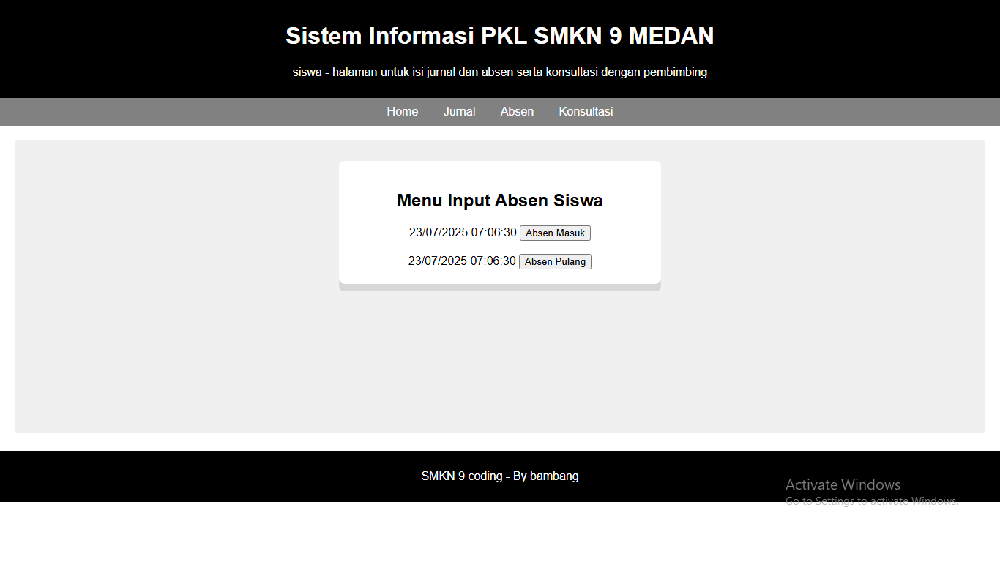 Sistem Informasi PKL SMKN 9 MEDAN
siswa - halaman untuk isi jurnal dan absen serta konsultasi dengan pembimbing
Home Jurnal Absen Konsultasi
Menu Input Absen Siswa
23/07/2025 07:06:30 Absen Masuk
23/07/2025 07:06:30 Absen Pulang
SMKN 9 coding - By bambang
Activate Windows
Go to Settings to activate Windows.